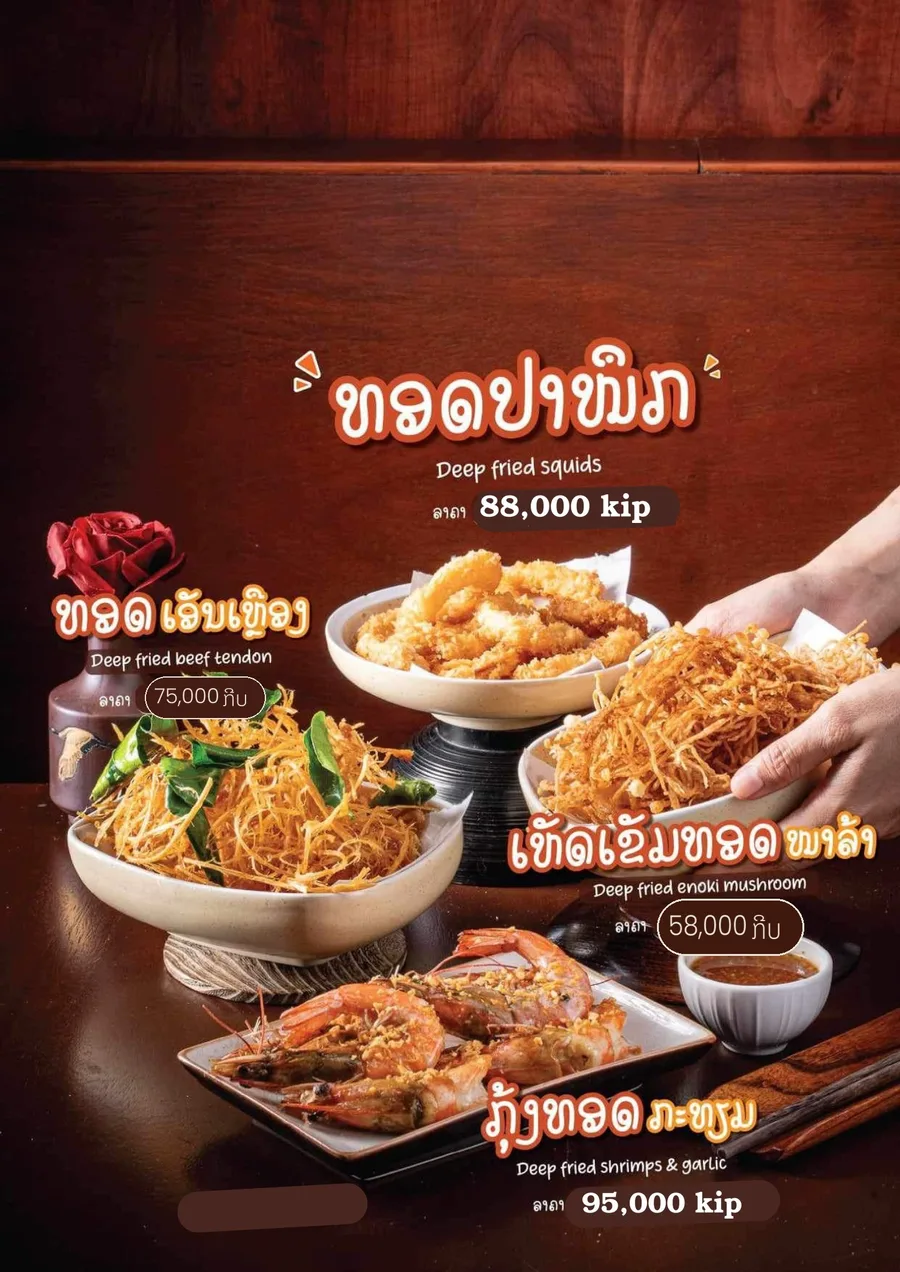 ທອດປາໝຶກ
Deep fried squids
ລາຄາ 88,000 kip
ທອດ ເອັນເຫຼືອງ
Deep fried beef tendon
ລາຄາ 75,000 ກີບ
ເຫັດເຂັມທອດ ໝາລ້າ
Deep fried enoki mushroom
ລາຄາ 58,000 ກີບ
ກຸ້ງທອດ ກະທຽມ
Deep fried shrimps & garlic
ລາຄາ 95,000 kip